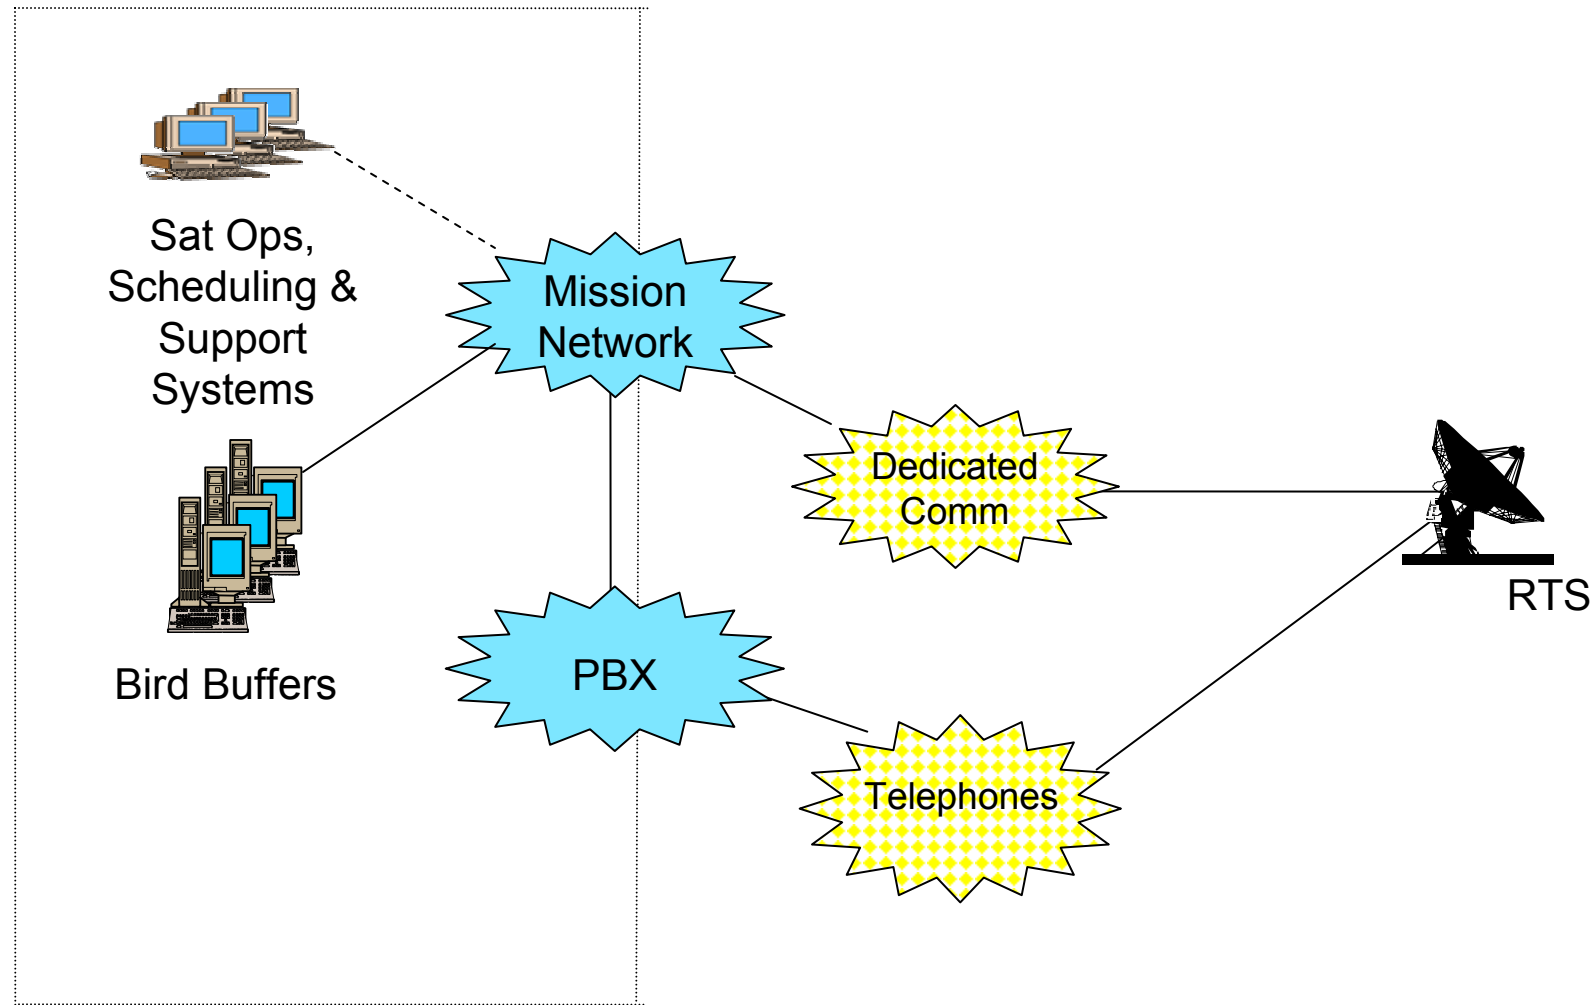 Sat Ops,
Scheduling &
Support
Systems
Mission
Network
Dedicated
Comm
RTS
Bird Buffers
PBX
Telephones